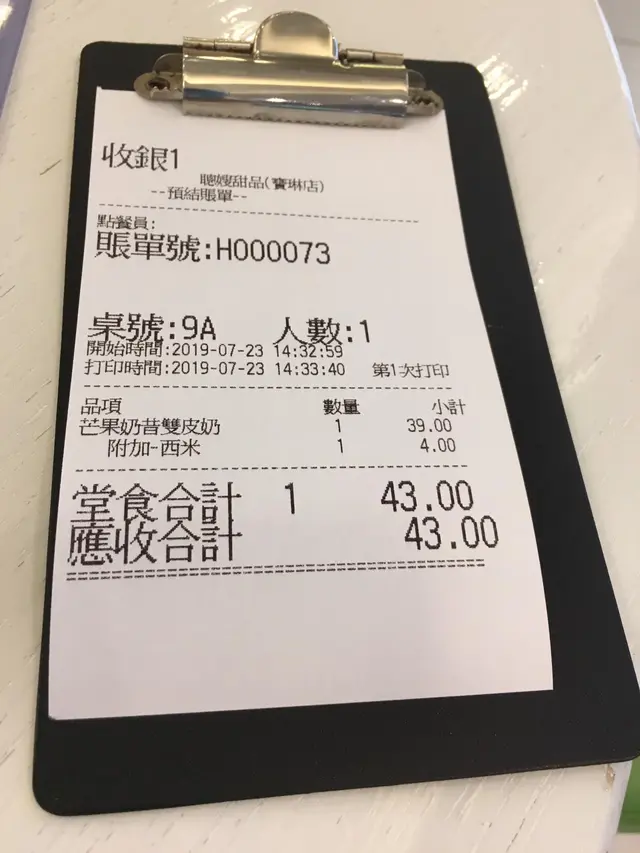 收銀1
聰嫂甜品(寶琳店)
--預結賬單--
點餐員:
賬單號:H000073
桌號:9A 人數:1
開始時間:2019-07-23 14:32:59
打印時間:2019-07-23 14:33:40 第1次打印
品項 數量 小計
芒果奶昔雙皮奶 1 39.00
附加-西米 1 4.00
堂食合計 1 43.00
應收合計 43.00